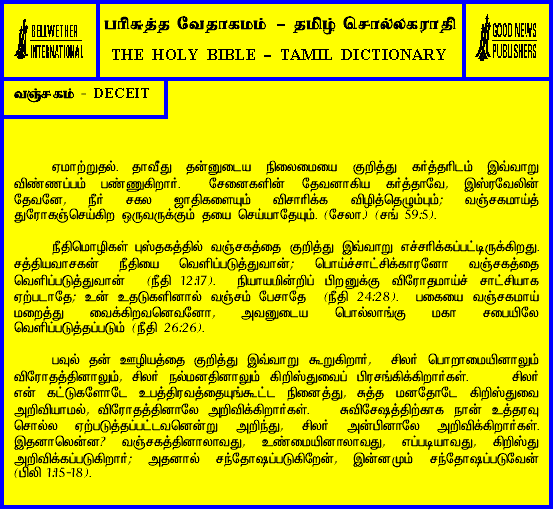 BELLWETHER
INTERNATIONAL
பரிசுத்த வேதாகமம் – தமிழ் சொல்லகராதி
THE HOLY BIBLE – TAMIL DICTIONARY
GOOD NEWS
PUBLISHERS
வஞ்சகம் - DECEIT
ஏமாற்றுதல். தாவீது தன்னுடைய நிலைமையை குறித்து கர்த்தரிடம் இவ்வாறு
விண்ணப்பம் பண்ணுகிறார். சேனைகளின் தேவனாகிய கர்த்தாவே, இஸ்ரவேலின்
தேவனே, நீர் சகல ஜாதிகளையும் விசாரிக்க விழித்தெழும்பும்; வஞ்சகமாய்த்
துரோகஞ்செய்கிற ஒருவருக்கும் தயை செய்யாதேயும். (சேலா.) (சங் 59:5).
நீதிமொழிகள் புஸ்தகத்தில் வஞ்சகத்தை குறித்து இவ்வாறு எச்சரிக்கப்பட்டிருக்கிறது.
சத்தியவாசகன் நீதியை வெளிப்படுத்துவான்; பொய்ச்சாட்சிக்காரனோ வஞ்சகத்தை
வெளிப்படுத்துவான் (நீதி 12:17). நியாயமின்றிப் பிறனுக்கு விரோதமாய்ச் சாட்சியாக
ஏற்படாதே; உன் உதடுகளினால் வஞ்சம் பேசாதே (நீதி 24:28). பகையை வஞ்சகமாய்
மறைத்து வைக்கிறவனெவனோ, அவனுடைய பொல்லாங்கு மகா சபையிலே
வெளிப்படுத்தப்படும் (நீதி 26:26).
பவுல் தன் ஊழியத்தை குறித்து இவ்வாறு கூறுகிறார், சிலர் பொறாமையினாலும்
விரோதத்தினாலும், சிலர் நல்மனதினாலும் கிறிஸ்துவைப் பிரசங்கிக்கிறார்கள். சிலர்
என் கட்டுகளோடே உபத்திரவத்தையுங்கூட்ட நினைத்து, சுத்த மனதோடே கிறிஸ்துவை
அறிவியாமல், விரோதத்தினாலே அறிவிக்கிறார்கள். சுவிசேஷத்திற்காக நான் உத்தரவு
சொல்ல ஏற்படுத்தப்பட்டவனென்று அறிந்து, சிலர் அன்பினாலே அறிவிக்கிறார்கள்.
இதனாலென்ன? வஞ்சகத்தினாலாவது, உண்மையினாலாவது, எப்படியாவது, கிறிஸ்து
அறிவிக்கப்படுகிறார்; அதனால் சந்தோஷப்படுகிறேன், இன்னமும் சந்தோஷப்படுவேன்
(பிலி 1:15-18).